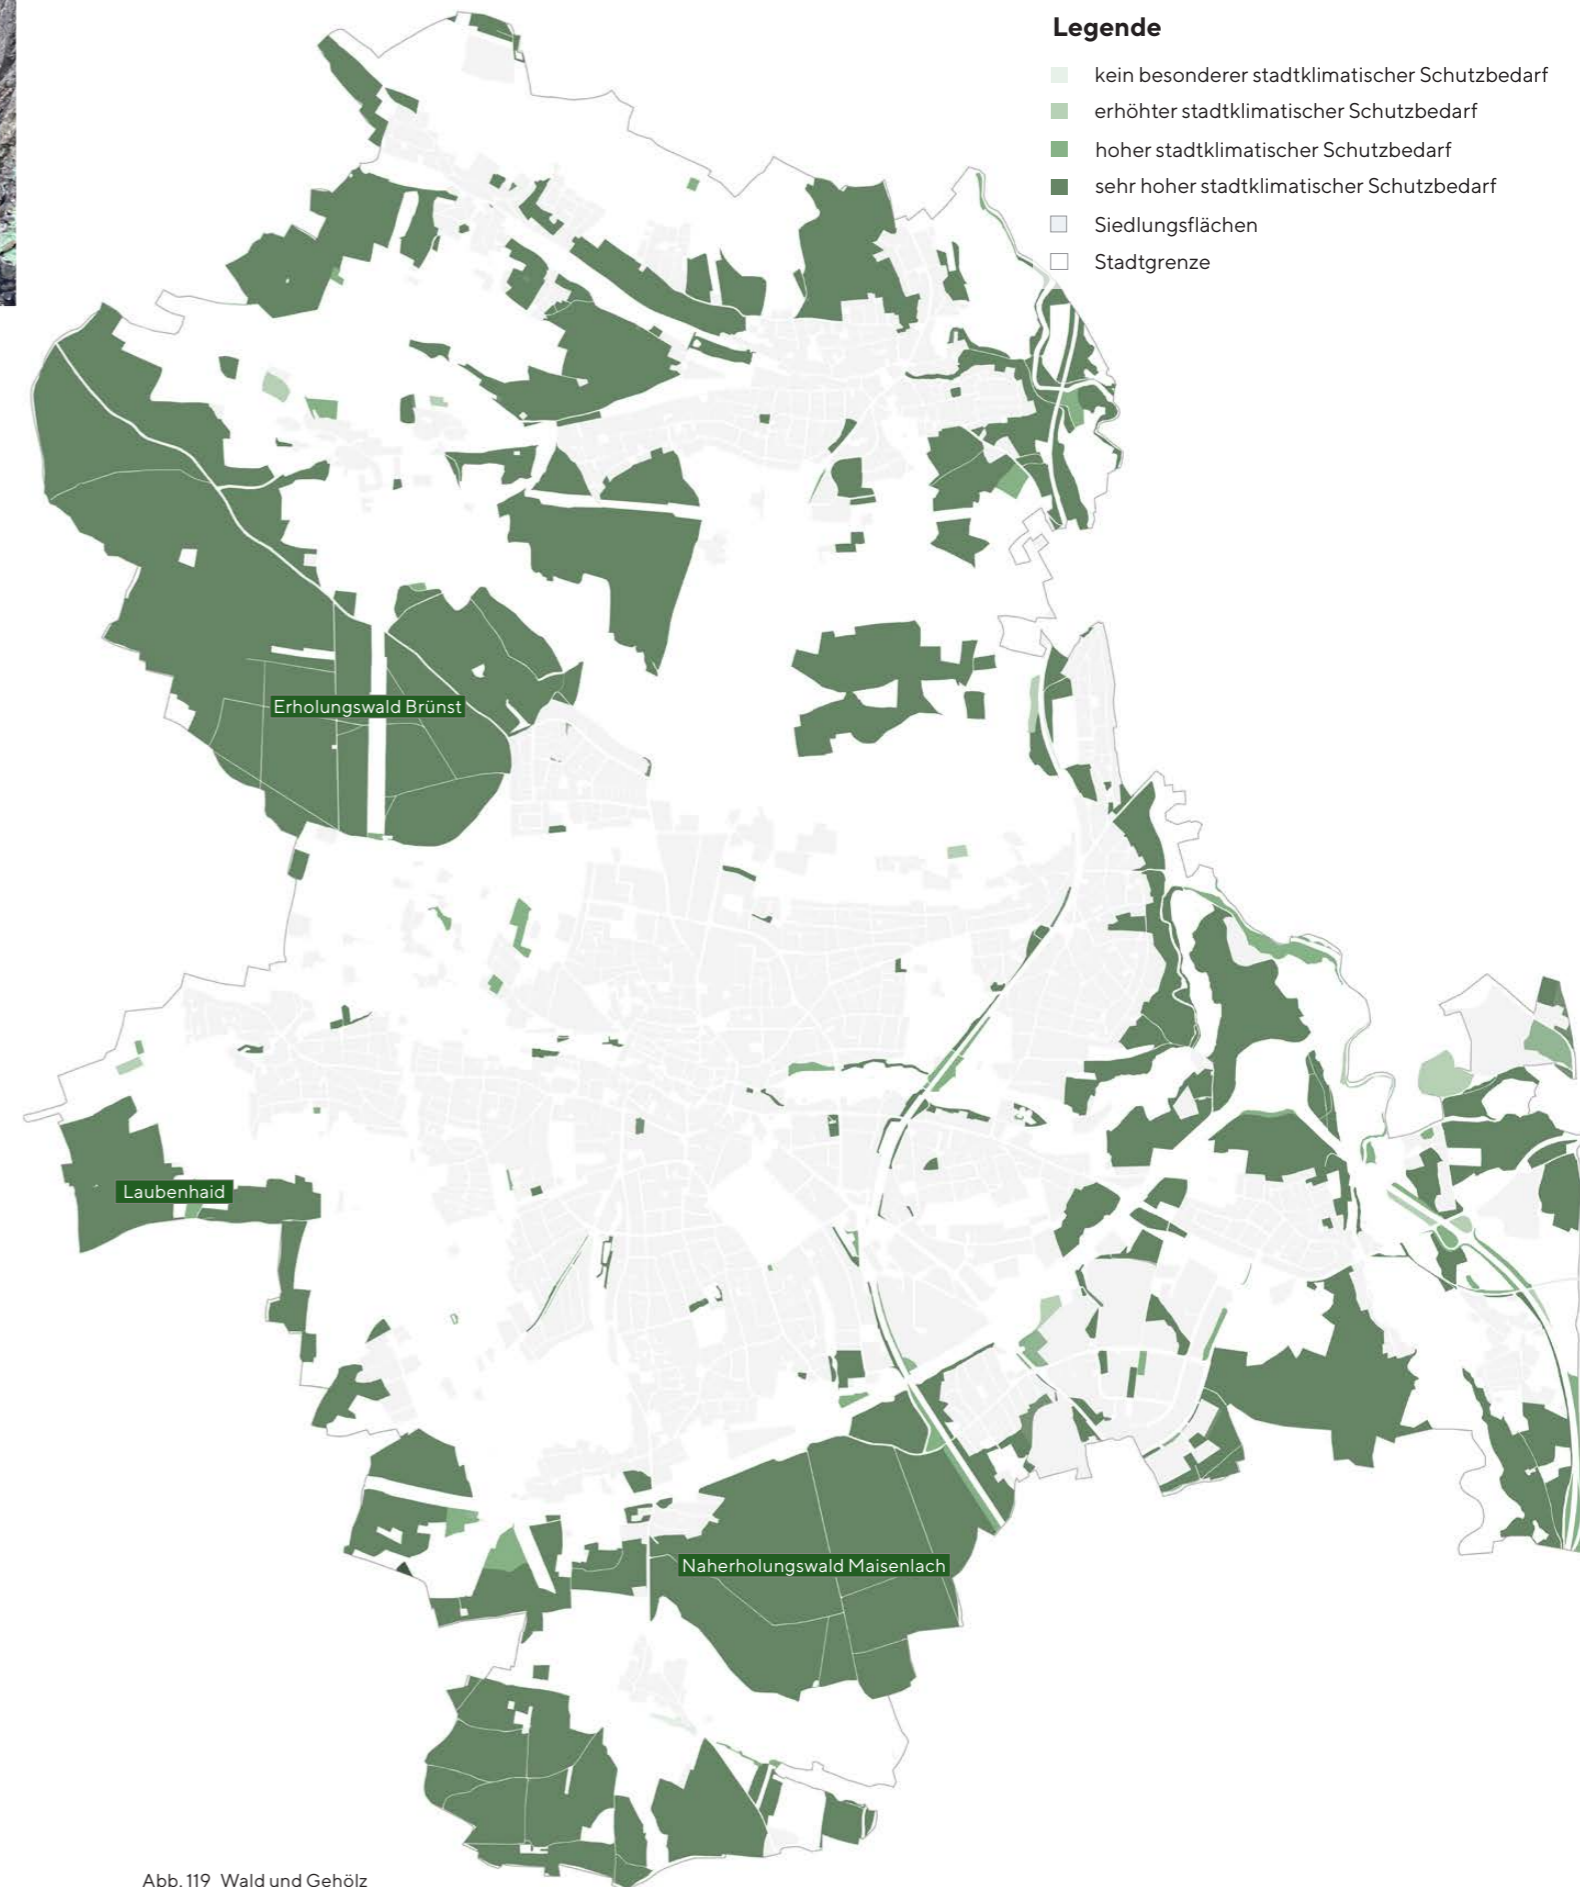 Legende
kein besonderer stadtklimatischer Schutzbedarf
erhöhter stadtklimatischer Schutzbedarf
hoher stadtklimatischer Schutzbedarf
sehr hoher stadtklimatischer Schutzbedarf
Siedlungsflächen
Stadtgrenze
Erholungswald Brünst
Laubenhaid
Naherholungswald Maisenlach
Abb. 119 Wald und Gehölz